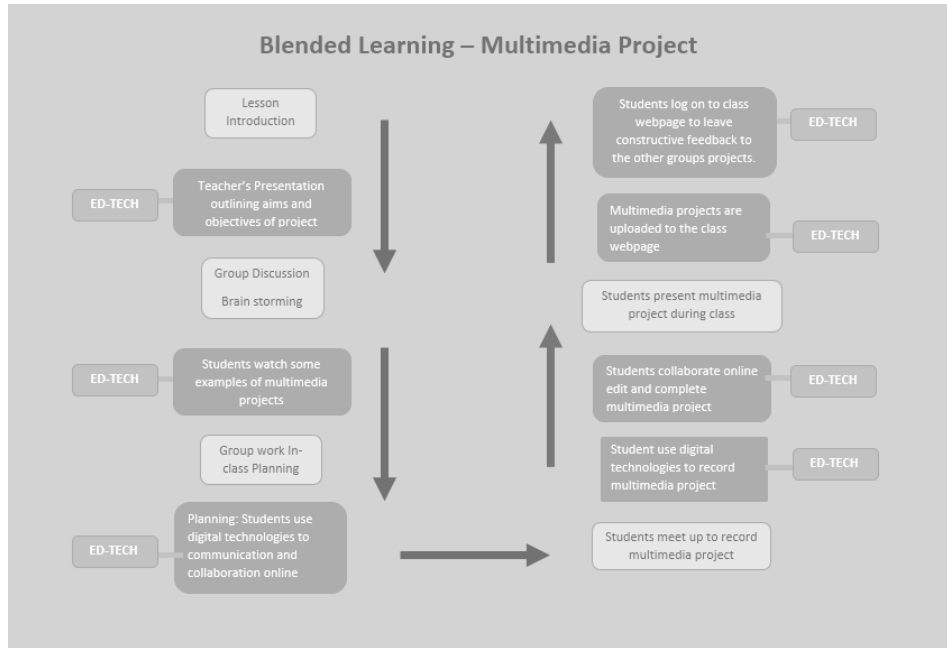 Blended Learning – Multimedia Project
Lesson
Introduction
ED-TECH
Teacher's Presentation
outlining aims and
objectives of project
Group Discussion
Brain storming
ED-TECH
Students watch some
examples of multimedia
projects
Group work In-
class Planning
ED-TECH
Planning: Students use
digital technologies to
communication and
collaboration online
Students meet up to record
multimedia project
Student use digital
technologies to record
multimedia project
ED-TECH
Students collaborate online
edit and complete
multimedia project
ED-TECH
Students present multimedia
project during class
Multimedia projects are
uploaded to the class
webpage
ED-TECH
Students log on to class
webpage to leave
constructive feedback to
the other groups projects.
ED-TECH